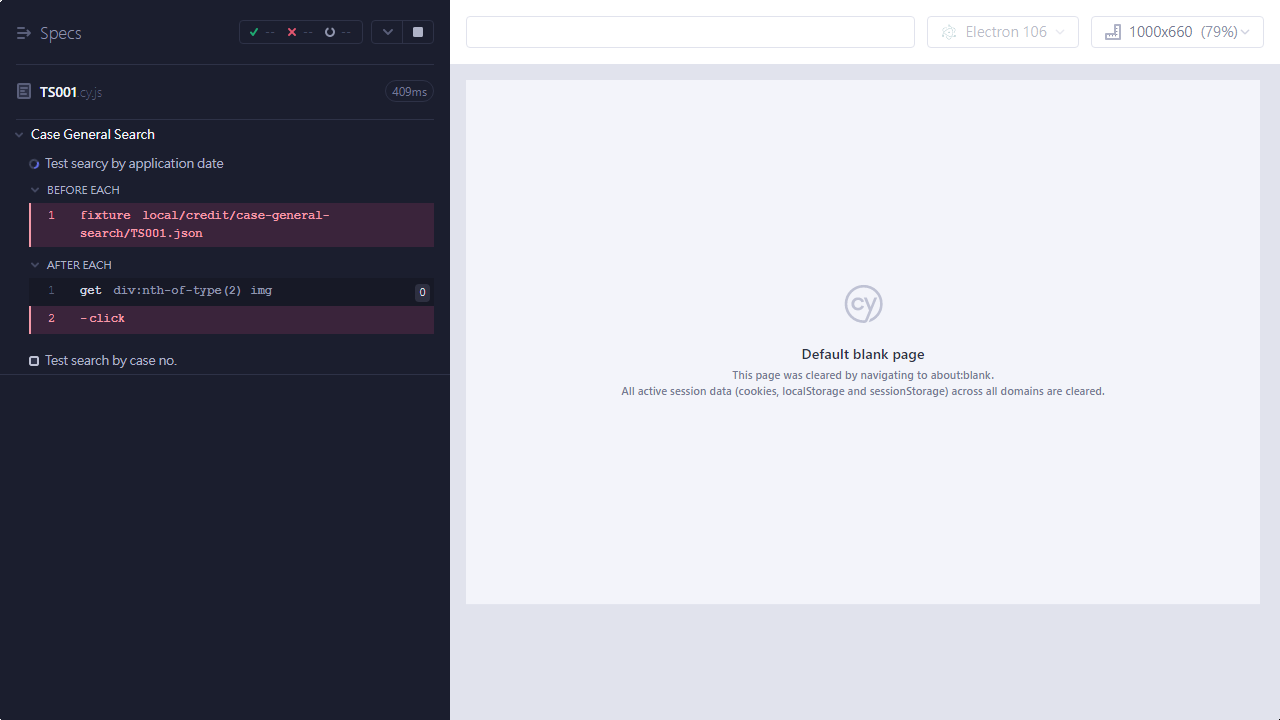 Specs
-- -- --
TS001.cy.js
409ms
Case General Search
Test searcy by application date
BEFORE EACH
1 fixture local/credit/case-general-
search/TS001.json
AFTER EACH
1 get div:nth-of-type(2) img 0
2 -click
Test search by case no.
Electron 106
1000x660 (79%)
cy
Default blank page
This page was cleared by navigating to about:blank.
All active session data (cookies, localStorage and sessionStorage) across all domains are cleared.